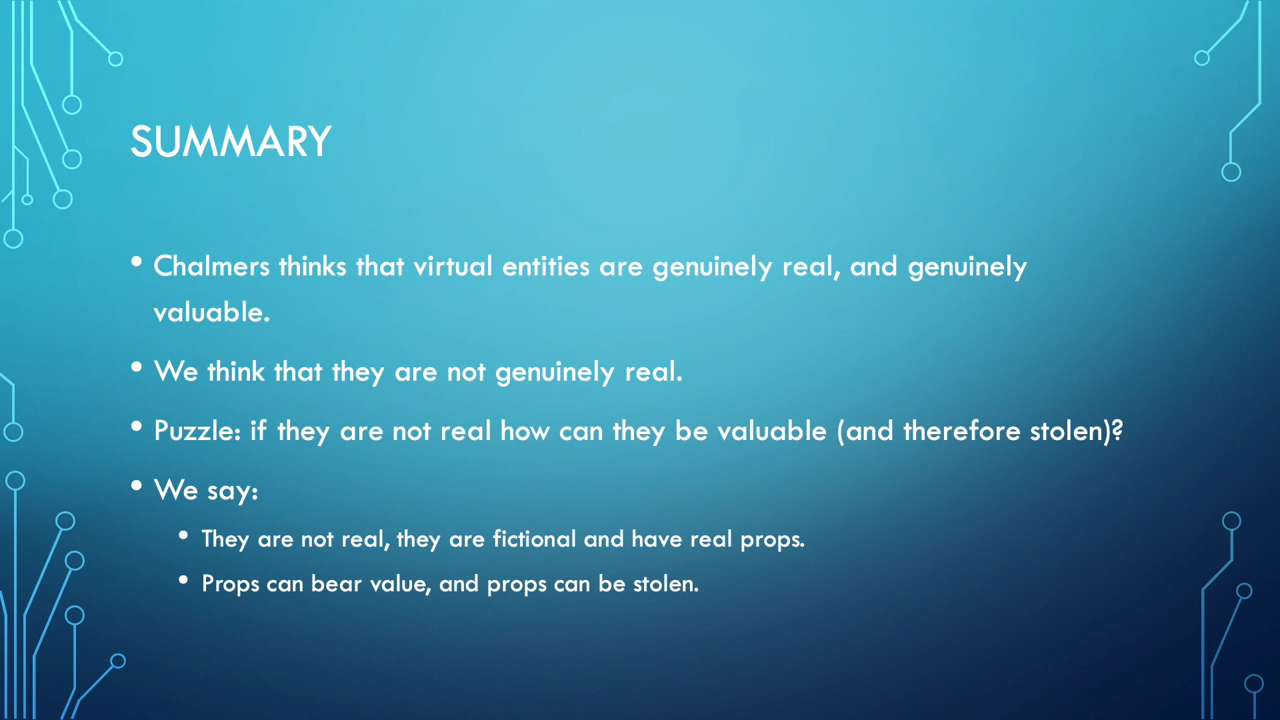 SUMMARY
• Chalmers thinks that virtual entities are genuinely real, and genuinely
valuable.
• We think that they are not genuinely real.
• Puzzle: if they are not real how can they be valuable (and therefore stolen)?
• We say:
• They are not real, they are fictional and have real props.
• Props can bear value, and props can be stolen.